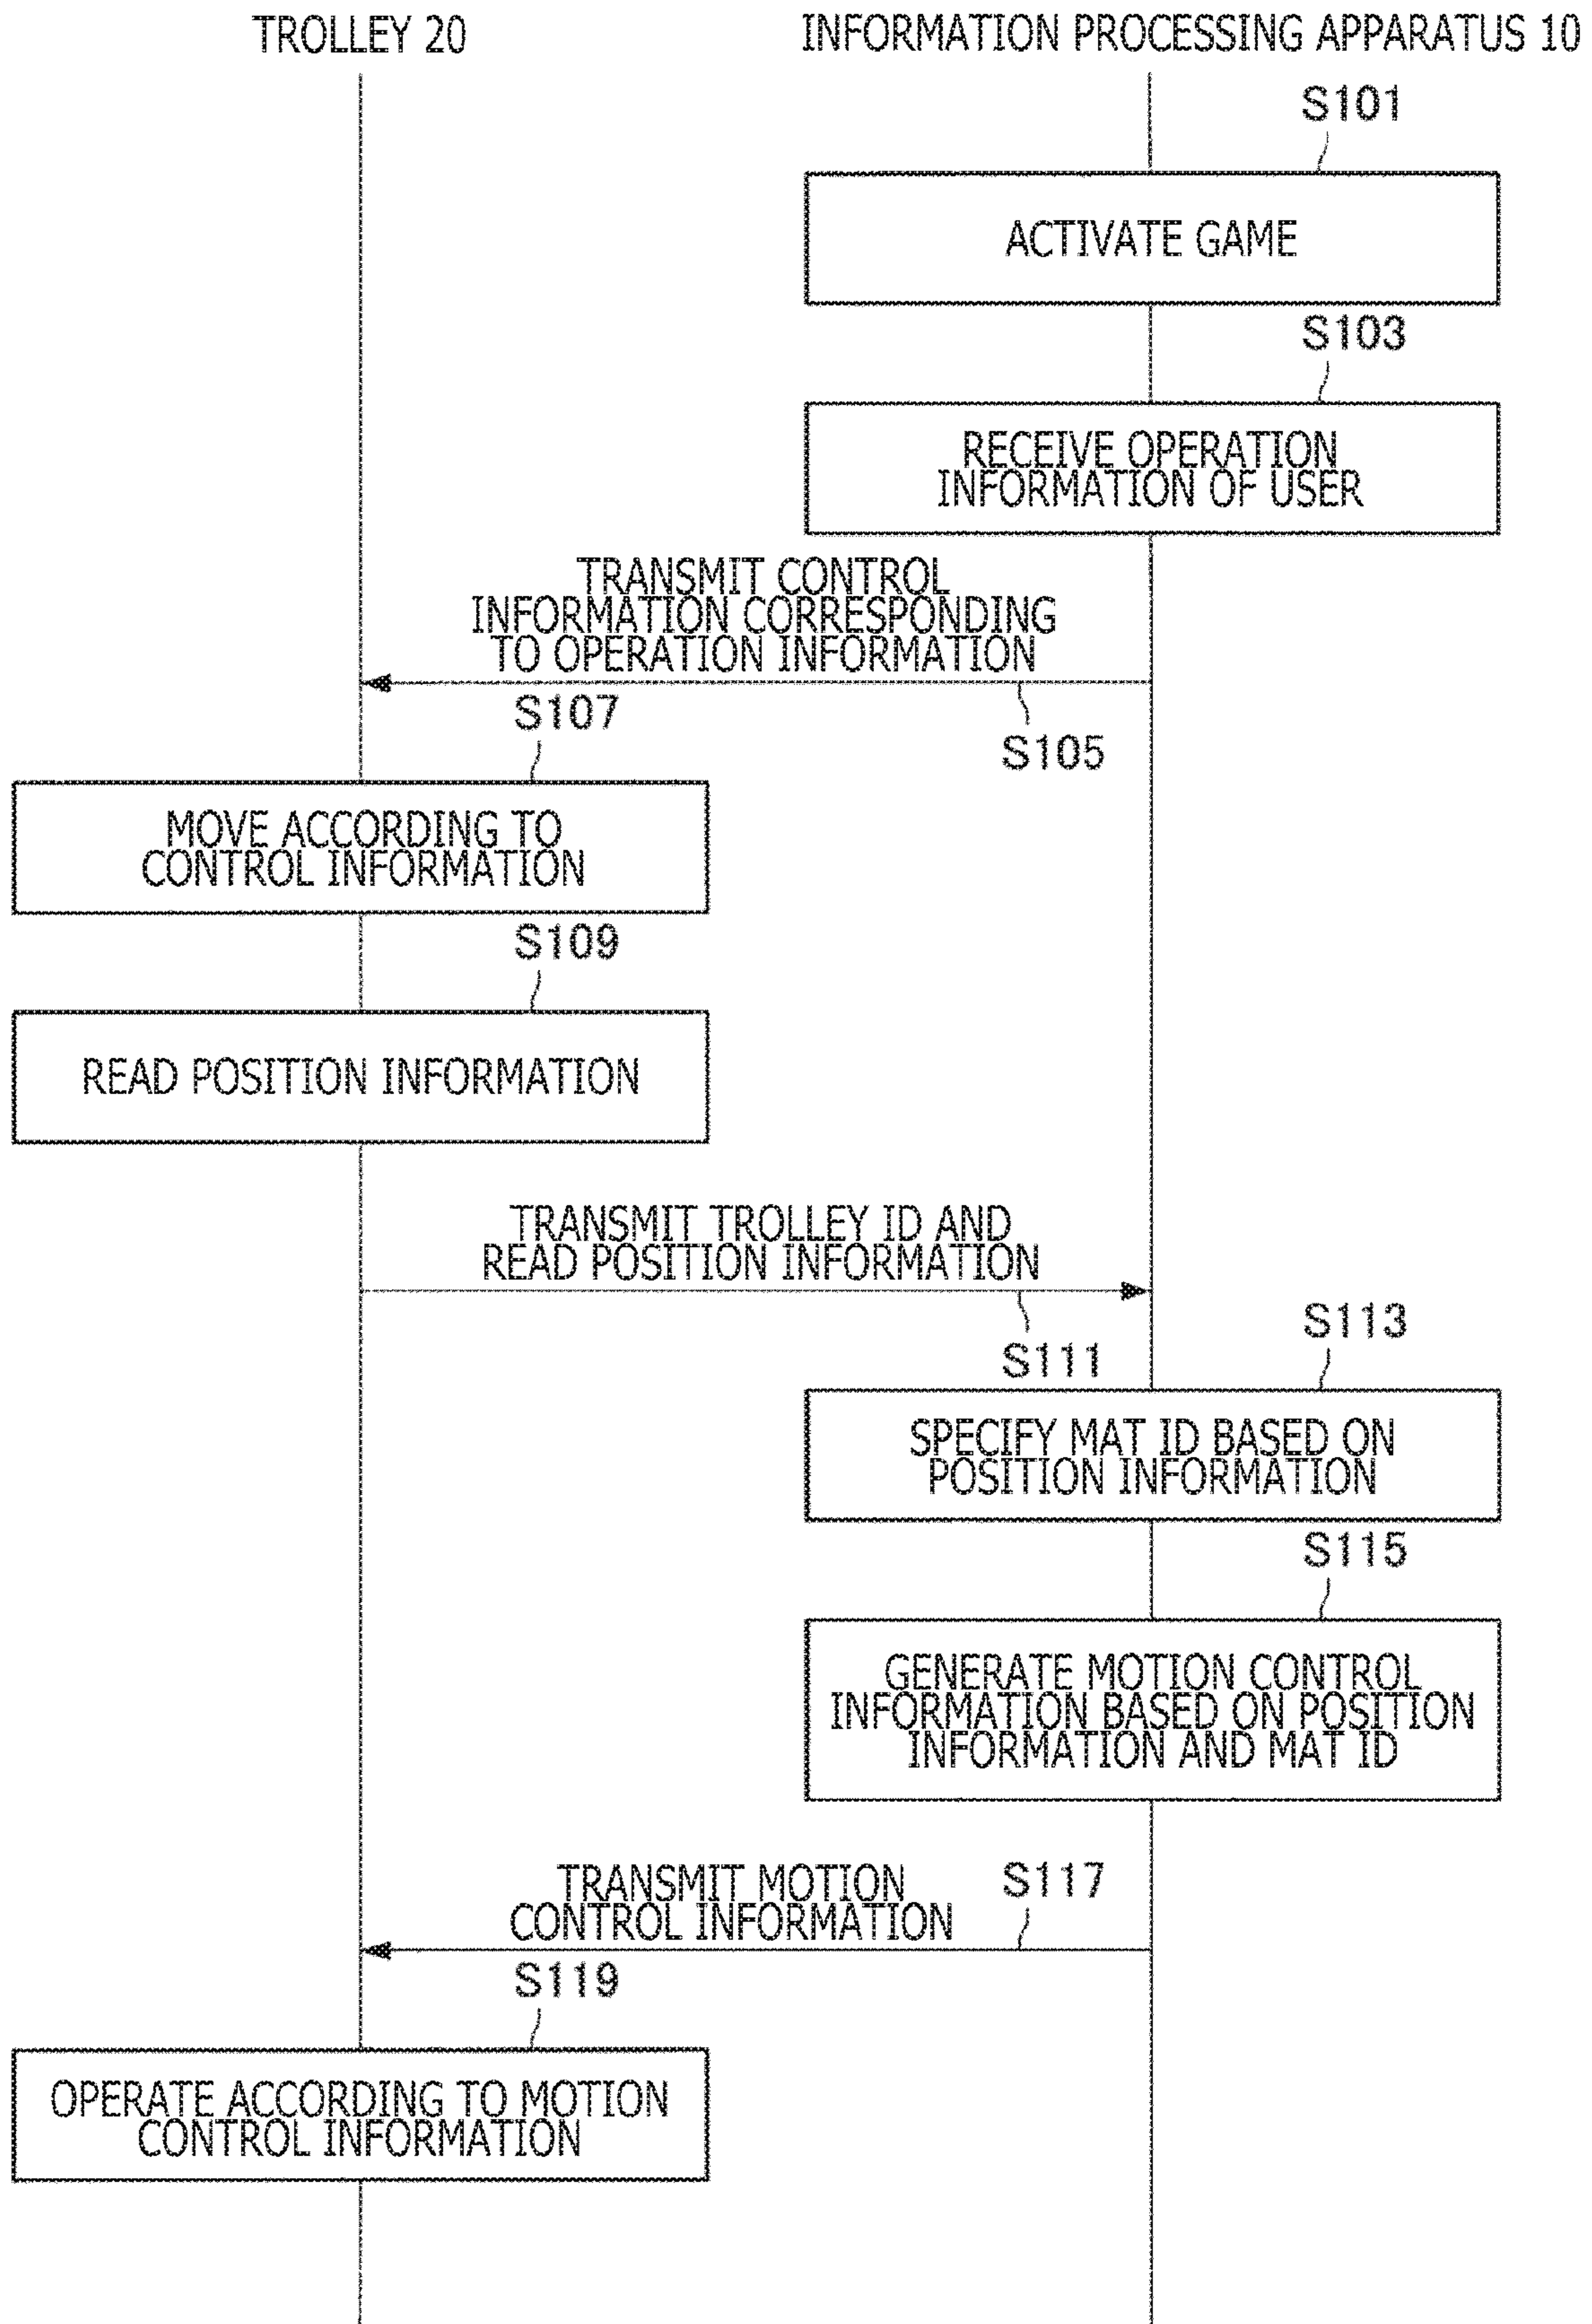 TROLLEY 20
INFORMATION PROCESSING APPARATUS 10
S101
ACTIVATE GAME
S103
RECEIVE OPERATION
INFORMATION OF USER
TRANSMIT CONTROL
INFORMATION CORRESPONDING
TO OPERATION INFORMATION
S105
S107
MOVE ACCORDING TO
CONTROL INFORMATION
S109
READ POSITION INFORMATION
TRANSMIT TROLLEY ID AND
READ POSITION INFORMATION
S111
S113
SPECIFY MAT ID BASED ON
POSITION INFORMATION
S115
GENERATE MOTION CONTROL
INFORMATION BASED ON POSITION
INFORMATION AND MAT ID
TRANSMIT MOTION
CONTROL INFORMATION
S117
S119
OPERATE ACCORDING TO MOTION
CONTROL INFORMATION